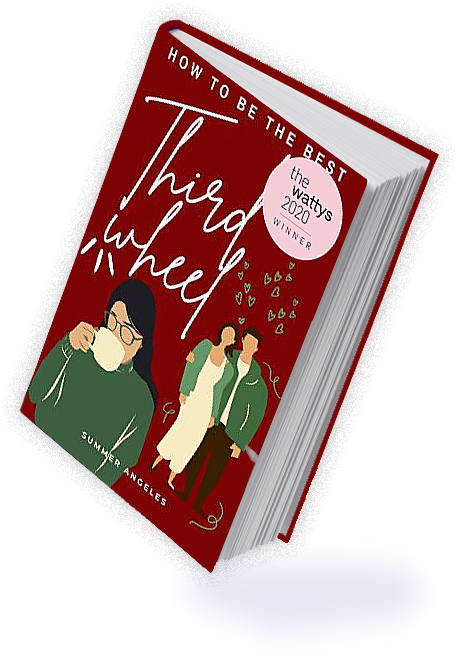 HOW TO BE THE BEST
Third
wheel
the
wattys
2020
WINNER
SUMMER ANGELES